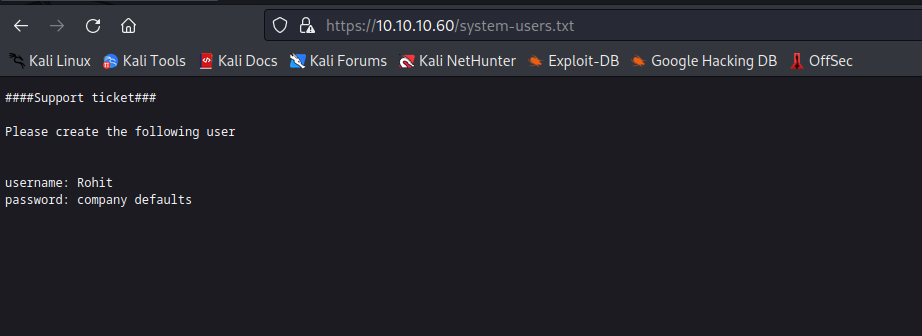 https://10.10.10.60/system-users.txt
Kali Linux Kali Tools Kali Docs Kali Forums Kali NetHunter Exploit-DB Google Hacking DB OffSec
####Support ticket###
Please create the following user
username: Rohit
password: company defaults